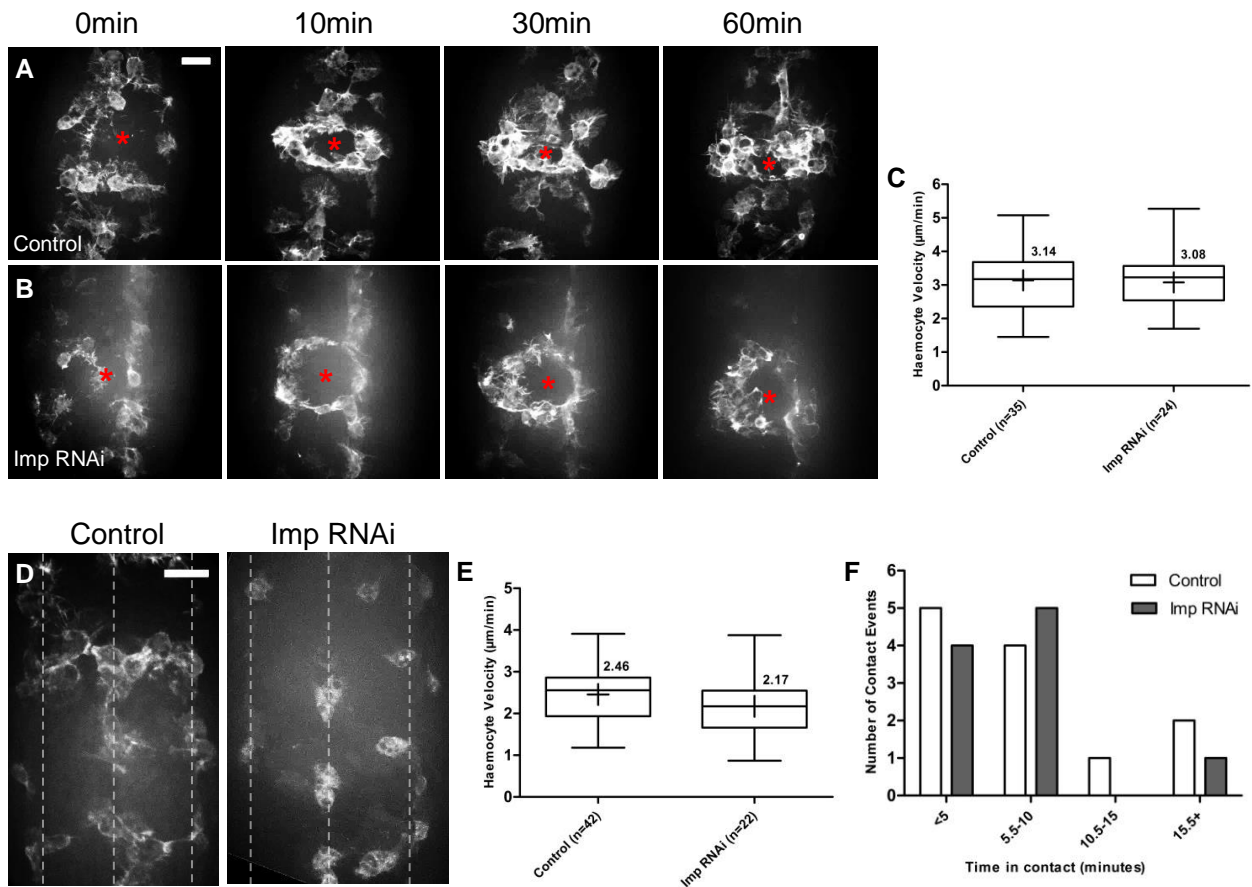 0min 10min 30min 60min
A
Control
B
Imp RNAi
C
Haemocyte Velocity (µm/min)
6
5
4
3
2
1
0
3.14
3.08
Control (n=35)
Imp RNAi (n=24)
Control Imp RNAi
D
E
Haemocyte Velocity (µm/min)
5
4
3
2
1
0
2.46
2.17
Control (n=42)
Imp RNAi (n=22)
F
Number of Contact Events
6
5
4
3
2
1
0
Control
Imp RNAi
<5
5.5-10
10.5-15
15.5+
Time in contact (minutes)